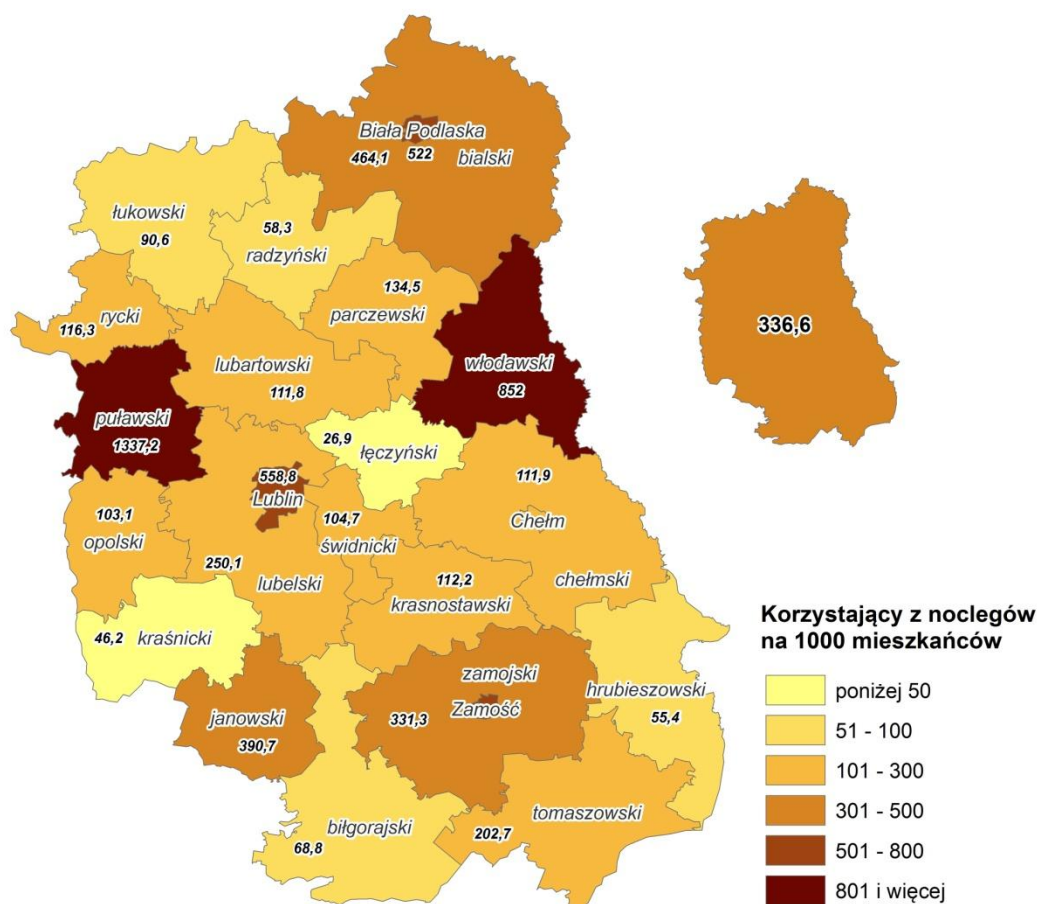 Biała Podlaska
464,1
522
bialski
łukowski
90,6
58,3
radzyński
134,5
parczewski
rycki
116,3
lubartowski
111,8
włodawski
852
336,6
puławski
1337,2
26,9
łęczyński
558,8
Lublin
104,7
świdnicki
111,9
Chełm
chełmski
103,1
opolski
250,1
lubelski
112,2
krasnostawski
46,2
kraśnicki
zamojski
Zamość
331,3
hrubieszowski
55,4
janowski
390,7
biłgorajski
68,8
tomaszowski
202,7
Korzystający z noclegów
na 1000 mieszkańców
poniżej 50
51 - 100
101 - 300
301 - 500
501 - 800
801 i więcej